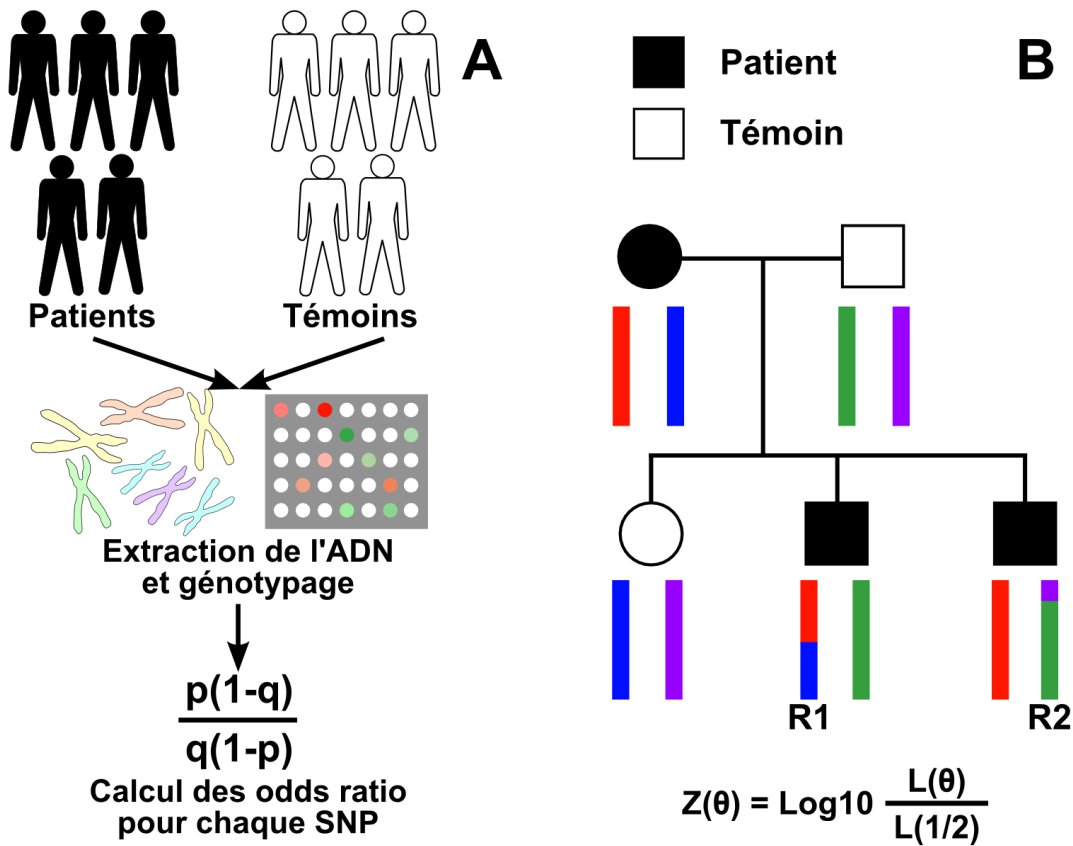 A
Patients
Témoins
Extraction de l'ADN
et génotypage
p(1-q)
q(1-p)
Calcul des odds ratio
pour chaque SNP
B
Patient
Témoin
R1
R2
Z(θ) = Log10 L(θ)
L(1/2)